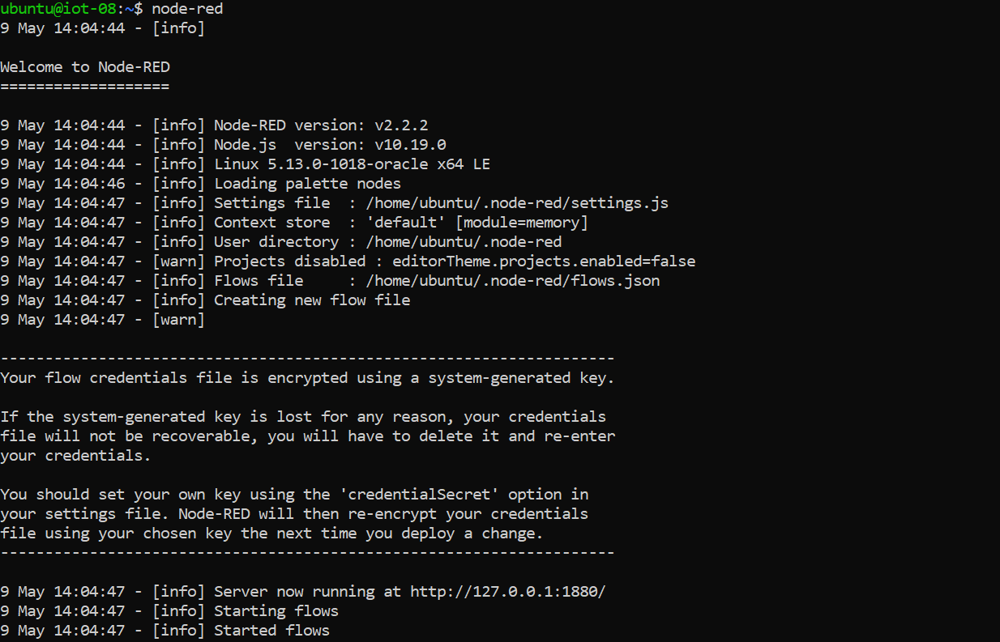 ubuntu@iot-08:~$ node-red
9 May 14:04:44 - [info]
Welcome to Node-RED
===================
9 May 14:04:44 - [info] Node-RED version: v2.2.2
9 May 14:04:44 - [info] Node.js  version: v10.19.0
9 May 14:04:44 - [info] Linux 5.13.0-1018-oracle x64 LE
9 May 14:04:46 - [info] Loading palette nodes
9 May 14:04:47 - [info] Settings file  : /home/ubuntu/.node-red/settings.js
9 May 14:04:47 - [info] Context store  : 'default' [module=memory]
9 May 14:04:47 - [info] User directory : /home/ubuntu/.node-red
9 May 14:04:47 - [warn] Projects disabled : editorTheme.projects.enabled=false
9 May 14:04:47 - [info] Flows file     : /home/ubuntu/.node-red/flows.json
9 May 14:04:47 - [info] Creating new flow file
9 May 14:04:47 - [warn]
---------------------------------------------------------------------
Your flow credentials file is encrypted using a system-generated key.
If the system-generated key is lost for any reason, your credentials
file will not be recoverable, you will have to delete it and re-enter
your credentials.
You should set your own key using the 'credentialSecret' option in
your settings file. Node-RED will then re-encrypt your credentials
file using your chosen key the next time you deploy a change.
---------------------------------------------------------------------
9 May 14:04:47 - [info] Server now running at http://127.0.0.1:1880/
9 May 14:04:47 - [info] Starting flows
9 May 14:04:47 - [info] Started flows